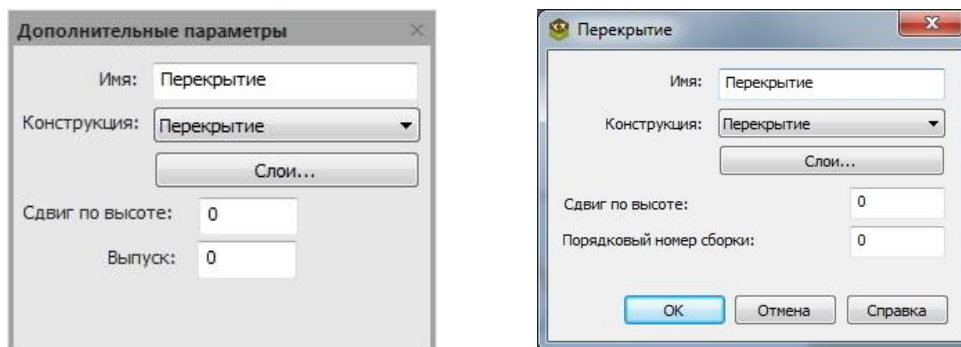 Дополнительные параметры
Имя: Перекрытие
Конструкция: Перекрытие
Слои...
Сдвиг по высоте: 0
Выпуск: 0
Перекрытие
Имя: Перекрытие
Конструкция: Перекрытие
Слои...
Сдвиг по высоте: 0
Порядковый номер сборки: 0
OK Отмена Справка